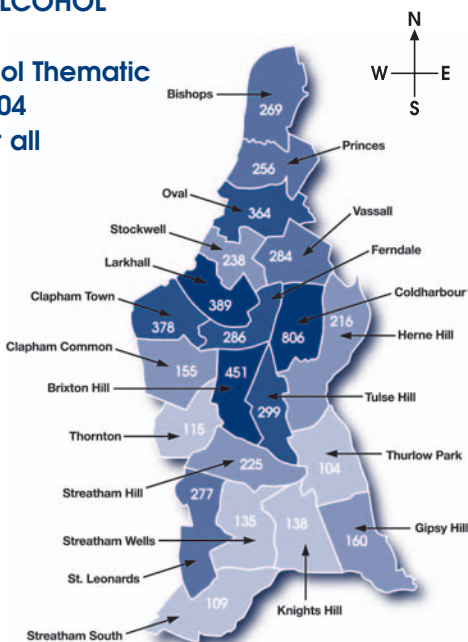 LCOHOL
ol Thematic
04
all
N
W E
S
Bishops
269
Princes
256
Oval
364
Vassall
Stockwell
238
284
Ferndale
Larkhall
389
Coldharbour
Clapham Town
378
286
806
216
Herne Hill
Clapham Common
155
451
Brixton Hill
299
Tulse Hill
115
Thornton
104
Thurlow Park
225
Streatham Hill
277
135
138
Gipsy Hill
160
Streatham Wells
St. Leonards
109
Knights Hill
Streatham South